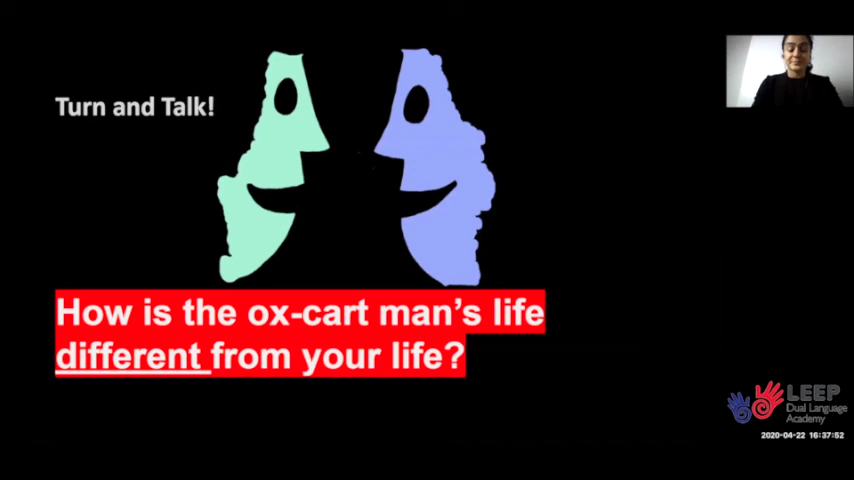 Turn and Talk!
How is the ox-cart man’s life
different from your life?
LEEP
Dual Language
Academy
2020-04-22 16:37:52